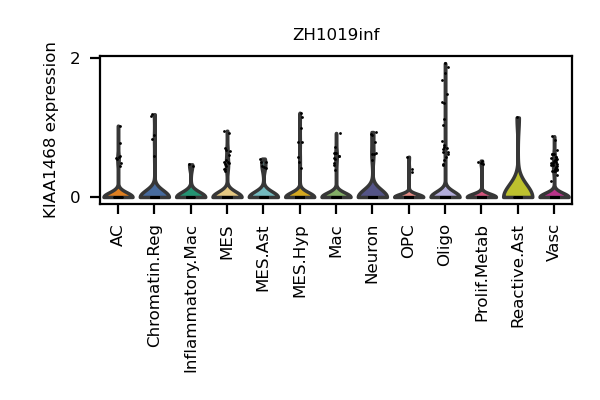 ZH1019inf
KIAA1468 expression
2
0
AC
Chromatin.Reg
Inflammatory.Mac
MES
MES.Ast
MES.Hyp
Mac
Neuron
OPC
Oligo
Prolif.Metab
Reactive.Ast
Vasc